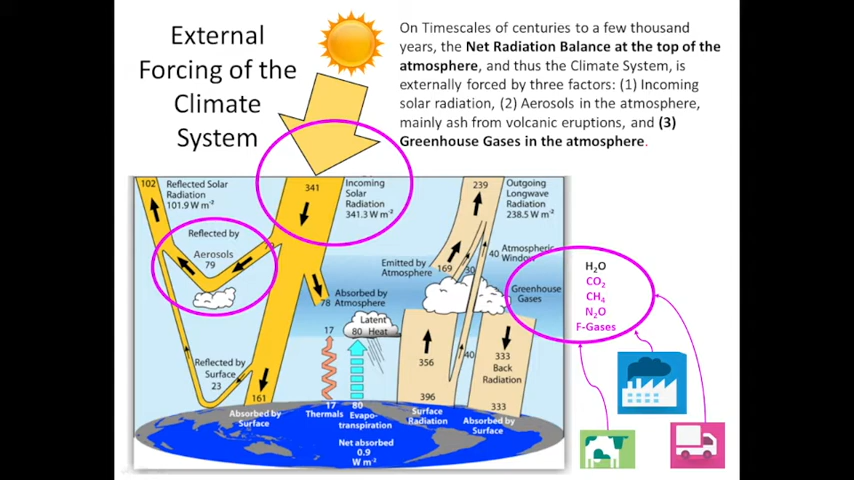 External
Forcing of the
Climate
System
On Timescales of centuries to a few thousand
years, the Net Radiation Balance at the top of the
atmosphere, and thus the Climate System, is
externally forced by three factors: (1) Incoming
solar radiation, (2) Aerosols in the atmosphere,
mainly ash from volcanic eruptions, and (3)
Greenhouse Gases in the atmosphere.
102
Reflected Solar
Radiation
101.9 W m⁻²
341
Incoming
Solar
Radiation
341.3 W m⁻²
239
Outgoing
Longwave
Radiation
238.5 W m⁻²
Reflected by
Aerosols
79
Emitted by
Atmosphere
169
30
40
Atmospheric
Window
Greenhouse
Gases
78
Absorbed by
Atmosphere
17
Latent
80 Heat
Reflected by
Surface
23
161
Absorbed by
Surface
17
Thermals
80
Evapo-
transpiration
356
40
396
Surface
Radiation
333
Back
Radiation
333
Absorbed by
Surface
Net absorbed
0.9
W m⁻²
H₂O
CO₂
CH₄
N₂O
F-Gases